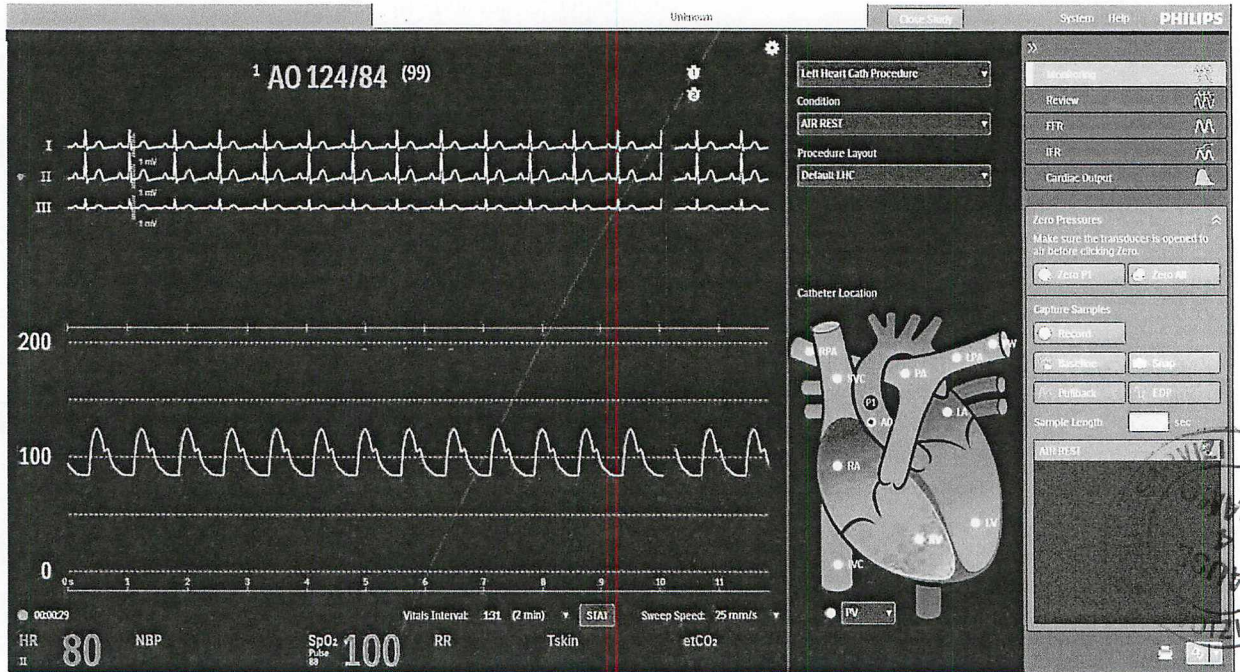 Unknown
Close Study
System Help PHILIPS
1 AO 124/84 (99)
1
2
I
II
III
1 mV
1 mV
1 mV
200
100
0
0 s 1 2 3 4 5 6 7 8 9 10 11
00:00:29
Vitals Interval: 1:31 (2 min)
STAT
Sweep Speed: 25 mm/s
HR
II
80
NBP
SpO₂
Pulse
100
RR
Tskin
etCO₂
Left Heart Cath Procedure
Condition
AIR REST
Procedure Layout
Default LHC
Catheter Location
RPA
SVC
PA
LPA
P1
AO
LA
RA
LV
RV
IVC
PV
Monitoring
Review
FFR
iFR
Cardiac Output
Zero Pressures
Make sure the transducer is opened to
air before clicking Zero.
Zero P1 Zero All
Capture Samples
Record
Baseline Snap
Pullback EDP
Sample Length sec
AIR REST